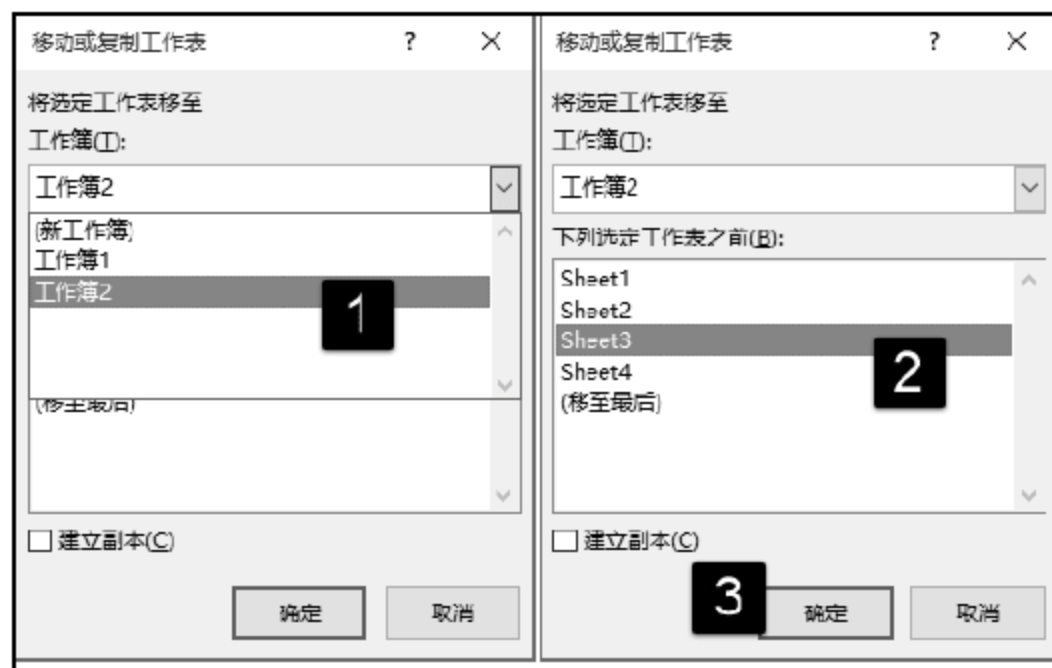 移动或复制工作表 ? ×
将选定工作表移至
工作簿(T):
工作簿2
(新工作簿)
工作簿1
工作簿2
1
(移至最后)
建立副本(C)
确定 取消
移动或复制工作表 ? ×
将选定工作表移至
工作簿(T):
工作簿2
下列选定工作表之前(B):
Sheet1
Sheet2
Sheet3
2
Sheet4
(移至最后)
建立副本(C)
3
确定 取消